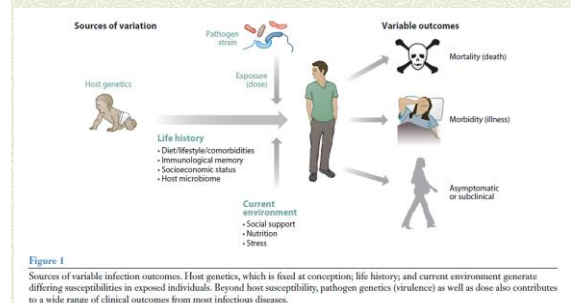 Sources of variation
Pathogen
strain
Variable outcomes
Mortality (death)
Host genetics
Exposure
(dose)
Morbidity (illness)
Life history
• Diet/lifestyle/comorbidities
• Immunological memory
• Socioeconomic status
• Host microbiome
Asymptomatic
or subclinical
Current
environment
• Social support
• Nutrition
• Stress
Figure 1
Sources of variable infection outcomes. Host genetics, which is fixed at conception; life history; and current environment generate
differing susceptibilities in exposed individuals. Beyond host susceptibility, pathogen genetics (virulence) as well as dose also contributes
to a wide range of clinical outcomes from most infectious diseases.